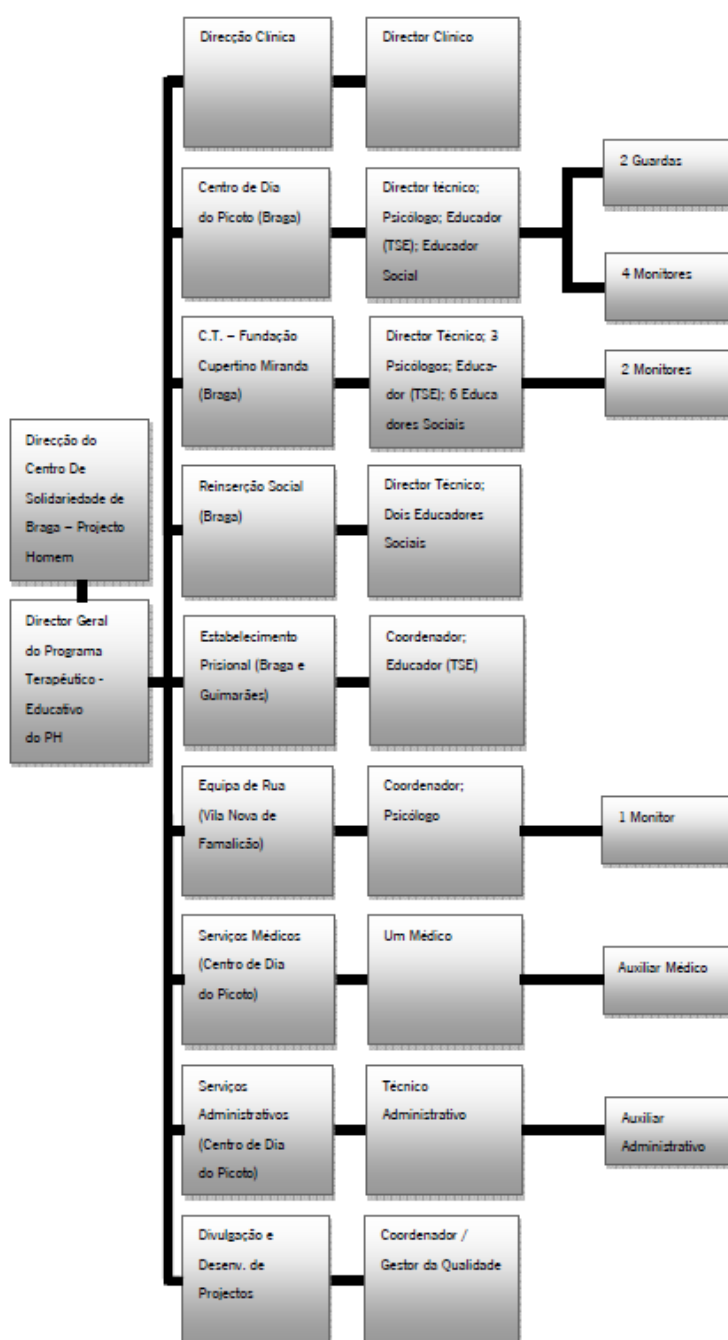 Direcção do
Centro De
Solidariedade de
Braga – Projecto
Homem
Director Geral
do Programa
Terapêutico -
Educativo
do PH
Direcção Clínica
Director Clínico
Centro de Dia
do Picoto (Braga)
Director técnico;
Psicólogo; Educador
(TSE); Educador
Social
2 Guardas
4 Monitores
C.T. – Fundação
Cupertino Miranda
(Braga)
Director Técnico; 3
Psicólogos; Educa-
dor (TSE); 6 Educa
dores Sociais
2 Monitores
Reinserção Social
(Braga)
Director Técnico;
Dois Educadores
Sociais
Estabelecimento
Prisional (Braga e
Guimarães)
Coordenador;
Educador (TSE)
Equipa de Rua
(Vila Nova de
Famalicão)
Coordenador;
Psicólogo
1 Monitor
Serviços Médicos
(Centro de Dia
do Picoto)
Um Médico
Auxiliar Médico
Serviços
Administrativos
(Centro de Dia
do Picoto)
Técnico
Administrativo
Auxiliar
Administrativo
Divulgação e
Desenv. de
Projectos
Coordenador /
Gestor da Qualidade